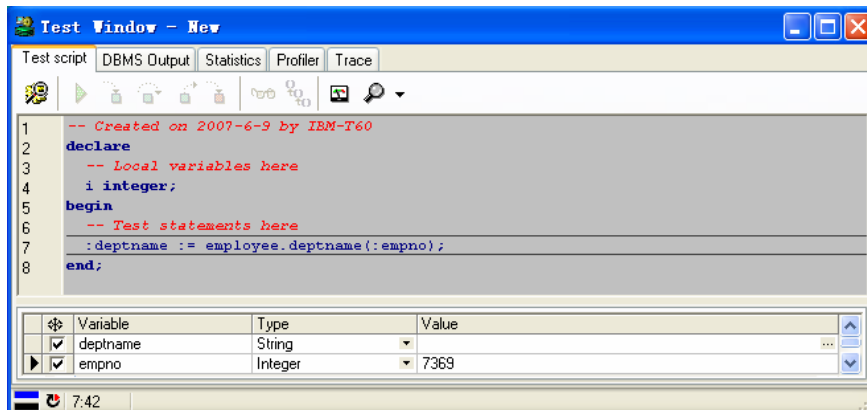 Test Window - New
Test script DBMS Output Statistics Profiler Trace
1 -- Created on 2007-6-9 by IBM-T60
2 declare
3 -- Local variables here
4 i integer;
5 begin
6 -- Test statements here
7 :deptname := employee.deptname(:empno);
8 end;
Variable Type Value
deptname String ...
empno Integer 7369
7:42